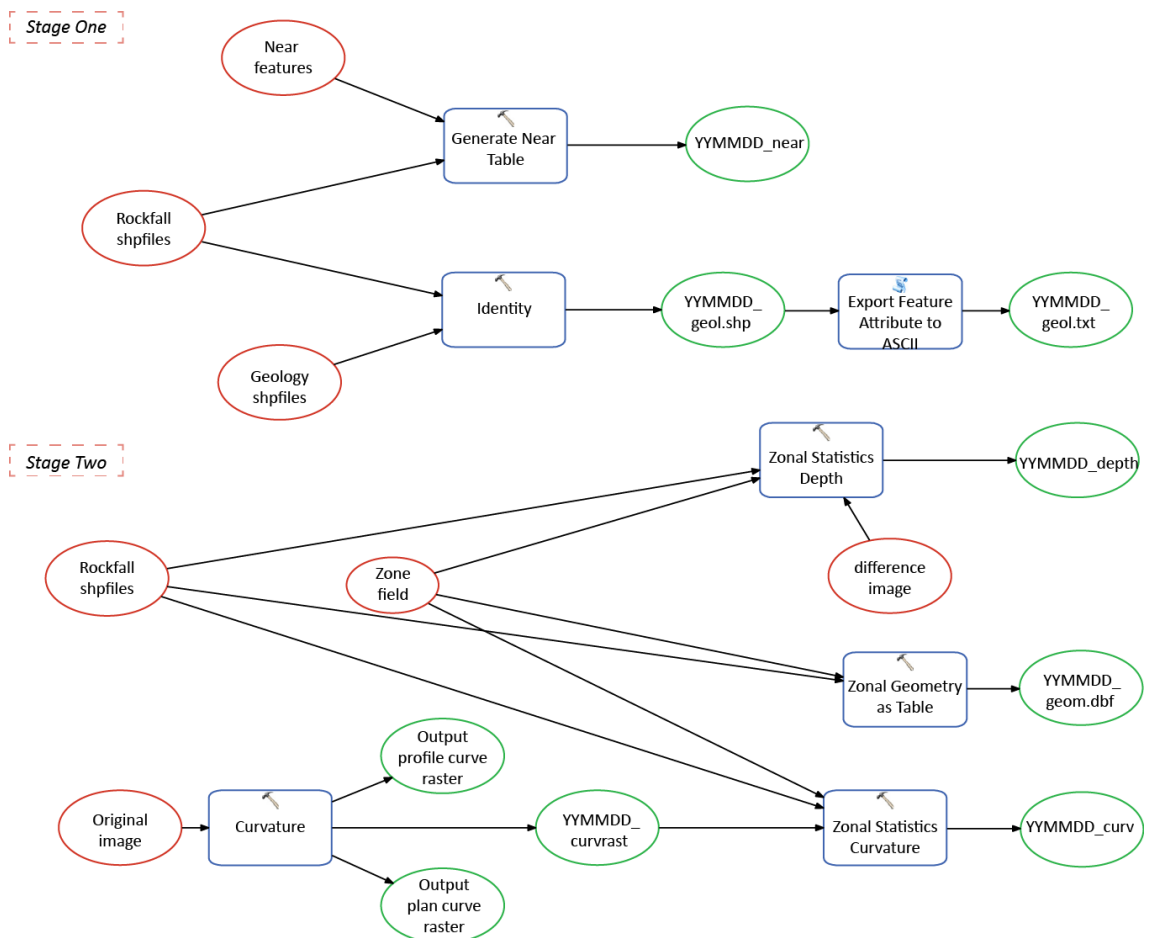 Stage One
Near
features
Generate Near
Table
YYMMDD_near
Rockfall
shpfiles
Identity
YYMMDD_
geol.shp
Export Feature
Attribute to
ASCII
YYMMDD_
geol.txt
Geology
shpfiles
Stage Two
Zonal Statistics
Depth
YYMMDD_depth
Rockfall
shpfiles
Zone
field
difference
image
Zonal Geometry
as Table
YYMMDD_
geom.dbf
Output
profile curve
raster
Original
image
Curvature
YYMMDD_
curvrast
Zonal Statistics
Curvature
YYMMDD_curv
Output
plan curve
raster